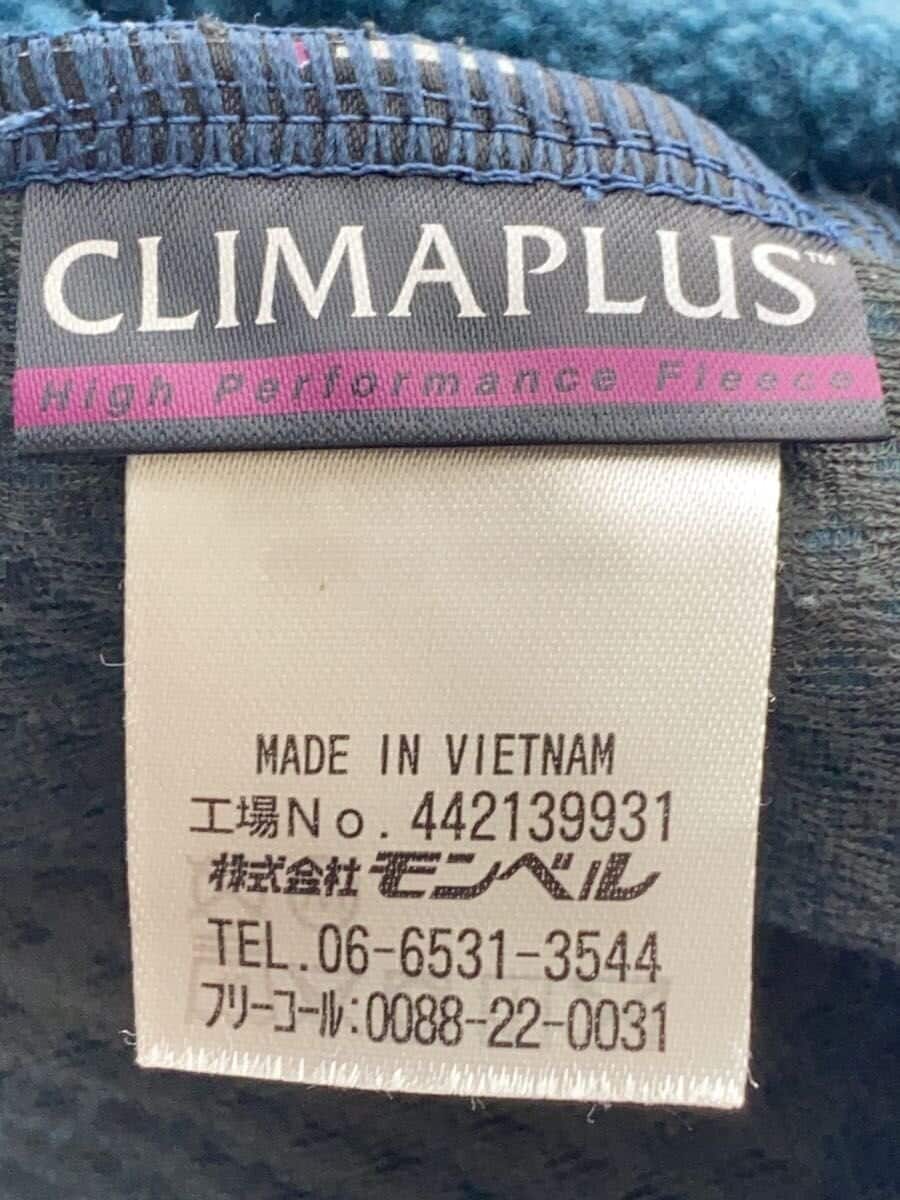 CLIMAPLUS™
High Performance Fleece
MADE IN VIETNAM
工場No.442139931
株式会社モンベル
TEL.06-6531-3544
フリーコール:0088-22-0031